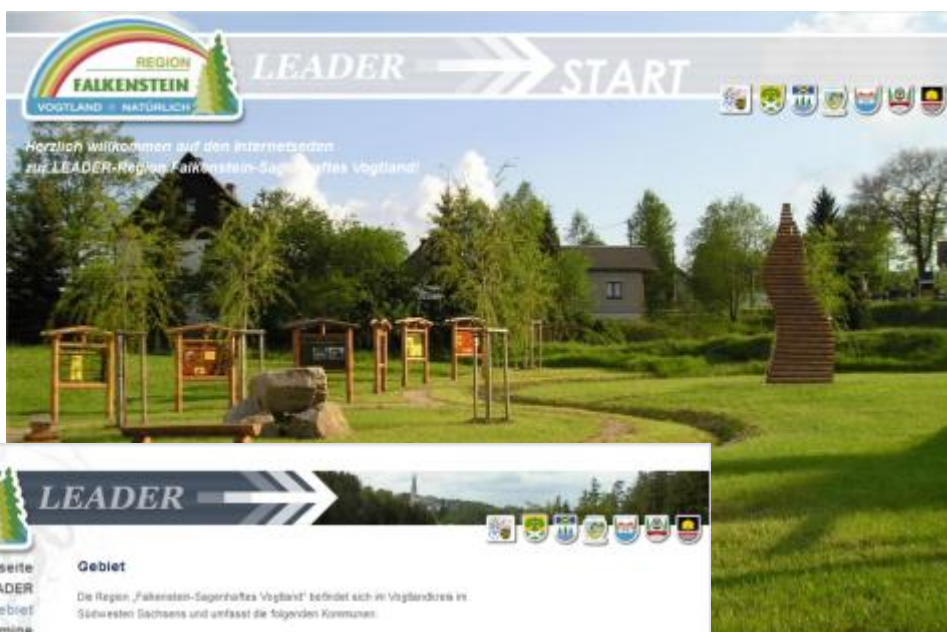 REGION
FALKENSTEIN
VOGTLAND NATÜRLICH
LEADER
START
Herzlich willkommen auf den Internetseiten
zur LEADER-Region Falkenstein-Sagenhaftes Vogtland!
LEADER
seite
ADER
ebiet
mine
Gebiet
Die Region „Falkenstein-Sagenhaftes Vogtland" befindet sich im Vogtlandkreis im
Südwesten Sachsens und umfasst die folgenden Kommunen: